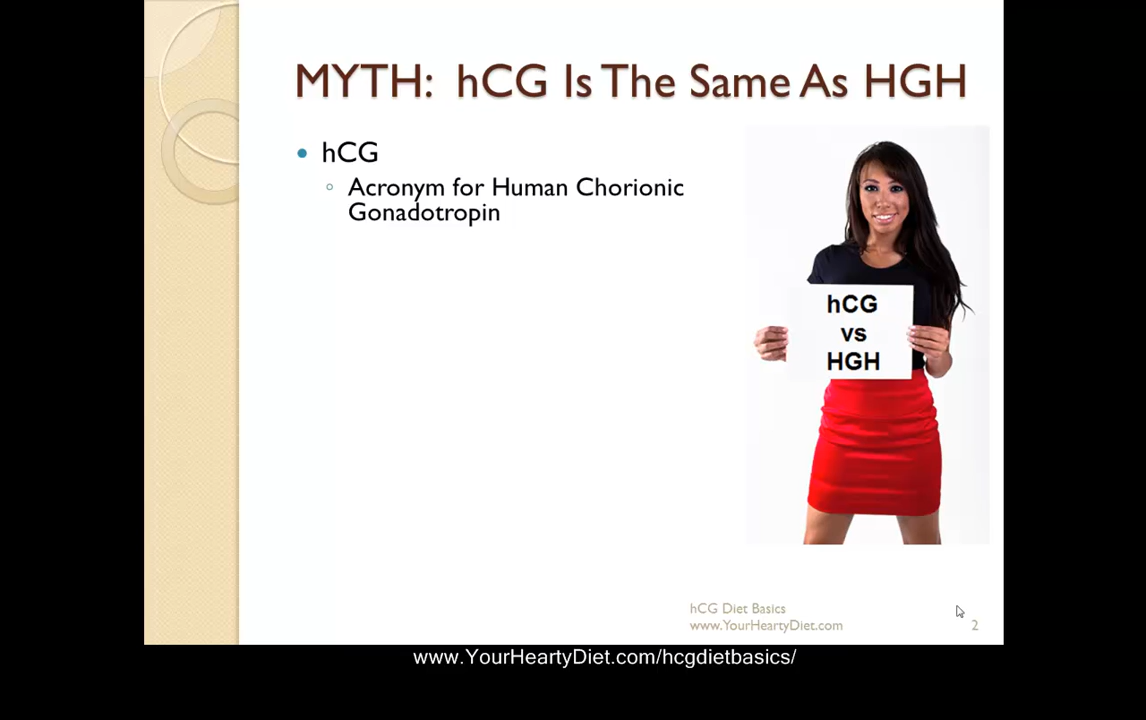 MYTH: hCG Is The Same As HGH
hCG
Acronym for Human Chorionic
Gonadotropin
hCG
vs
HGH
hCG Diet Basics
www.YourHeartyDiet.com
2
www.YourHeartyDiet.com/hcgdietbasics/